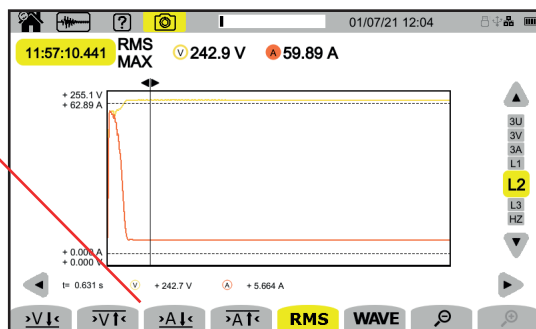 ? 01/07/21 12:04
11:57:10.441 RMS MAX V 242.9 V A 59.89 A
+ 255.1 V
+ 62.89 A
3U
3V
3A
L1
L2
L3
HZ
+ 0.000 A
+ 0.000 V
t= 0.631 s V + 242.7 V A + 5.664 A
>V↓< >V↑< >A↓< >A↑< RMS WAVE